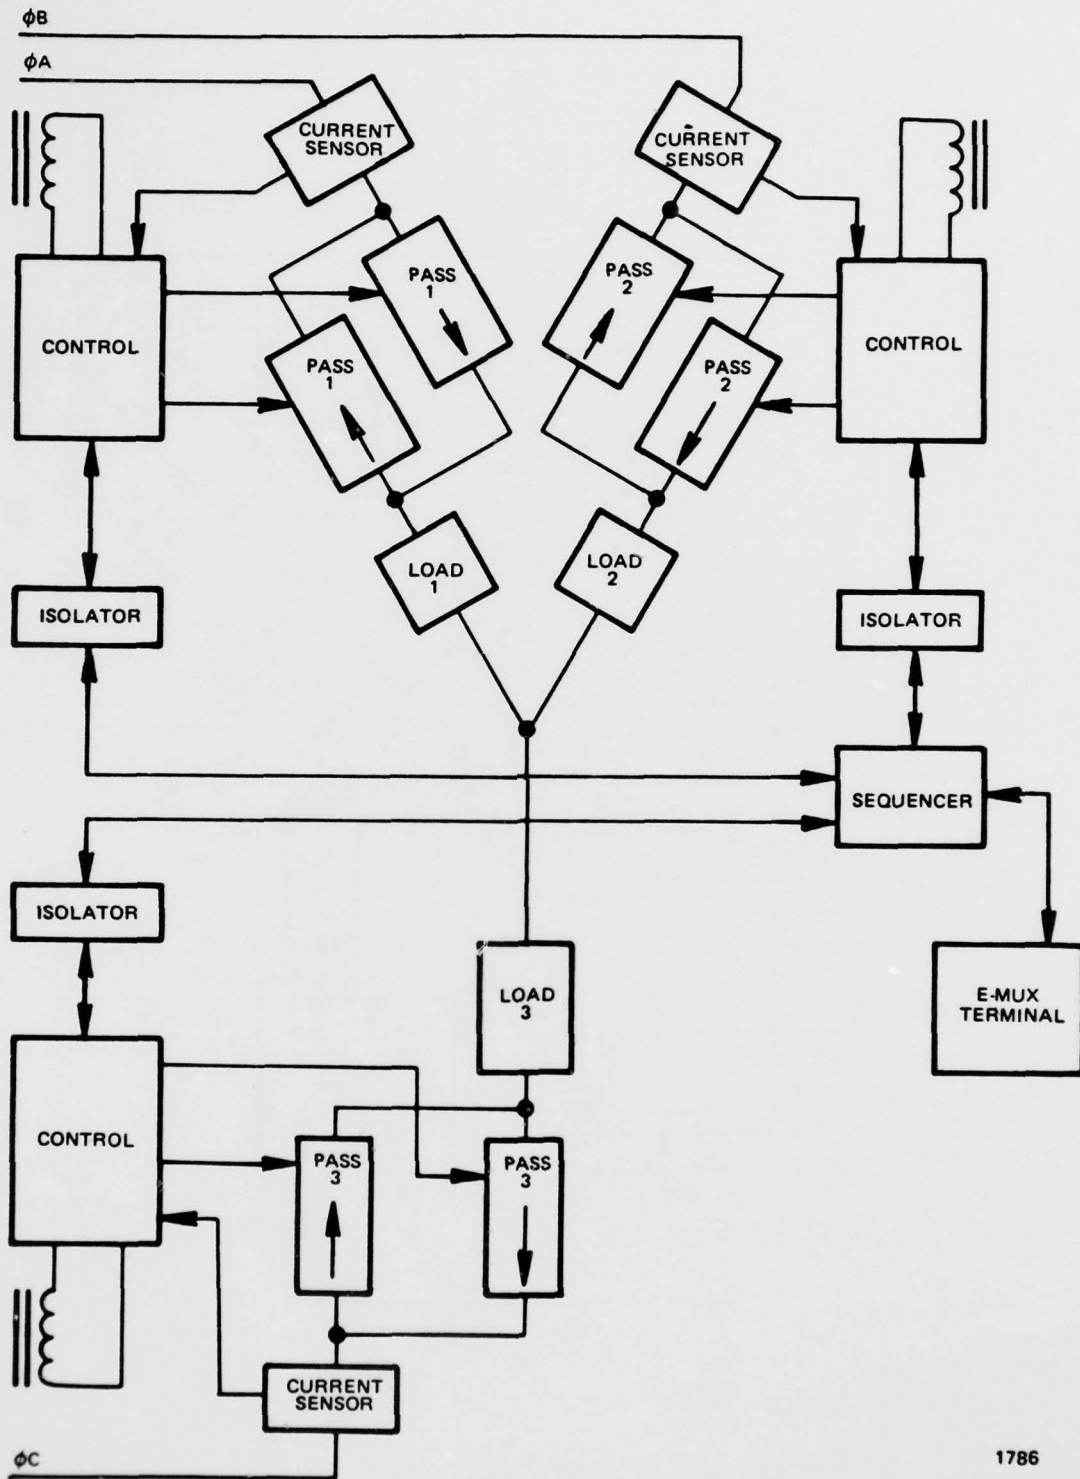 φB
φA
CURRENT
SENSOR
CURRENT
SENSOR
PASS
1
PASS
2
CONTROL
CONTROL
PASS
1
PASS
2
LOAD
1
LOAD
2
ISOLATOR
ISOLATOR
SEQUENCER
ISOLATOR
LOAD
3
E-MUX
TERMINAL
CONTROL
PASS
3
PASS
3
CURRENT
SENSOR
φC
1786